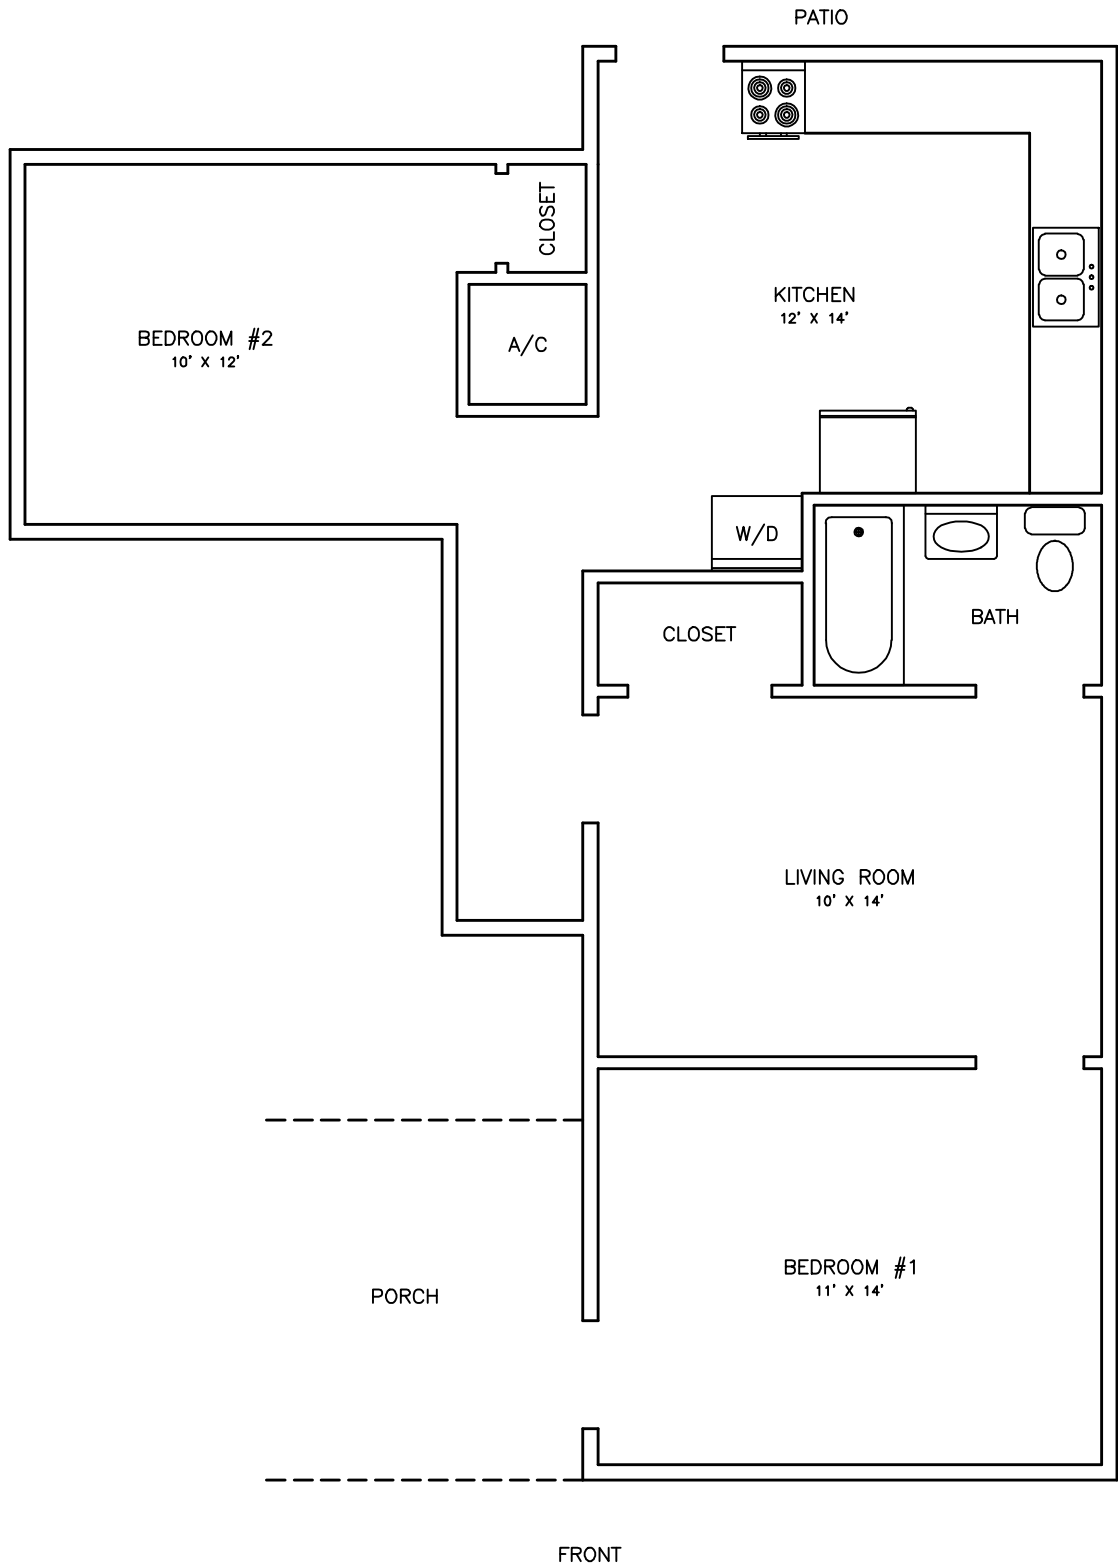 PATIO
CLOSET
KITCHEN
12' X 14'
BEDROOM #2
10' X 12'
A/C
W/D
CLOSET
BATH
LIVING ROOM
10' X 14'
BEDROOM #1
11' X 14'
PORCH
FRONT